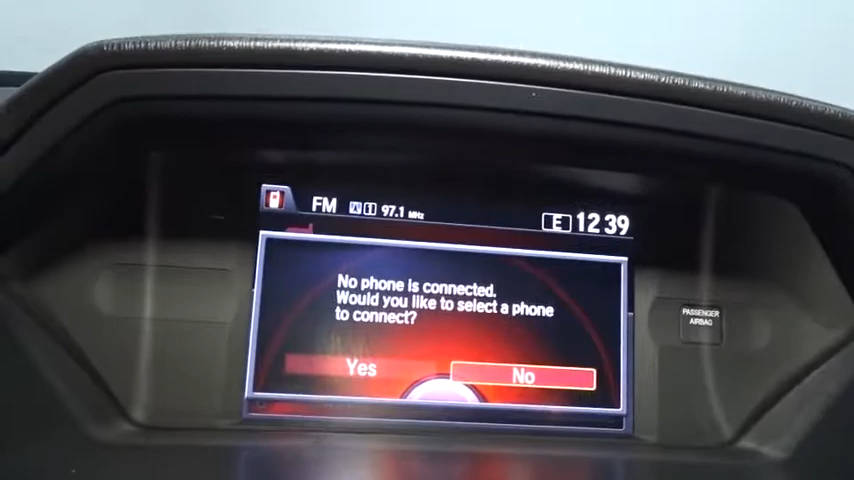 FM 1 97.1 MHz E 12:39
No phone is connected.
Would you like to select a phone
to connect?
Yes No
PASSENGER
AIRBAG